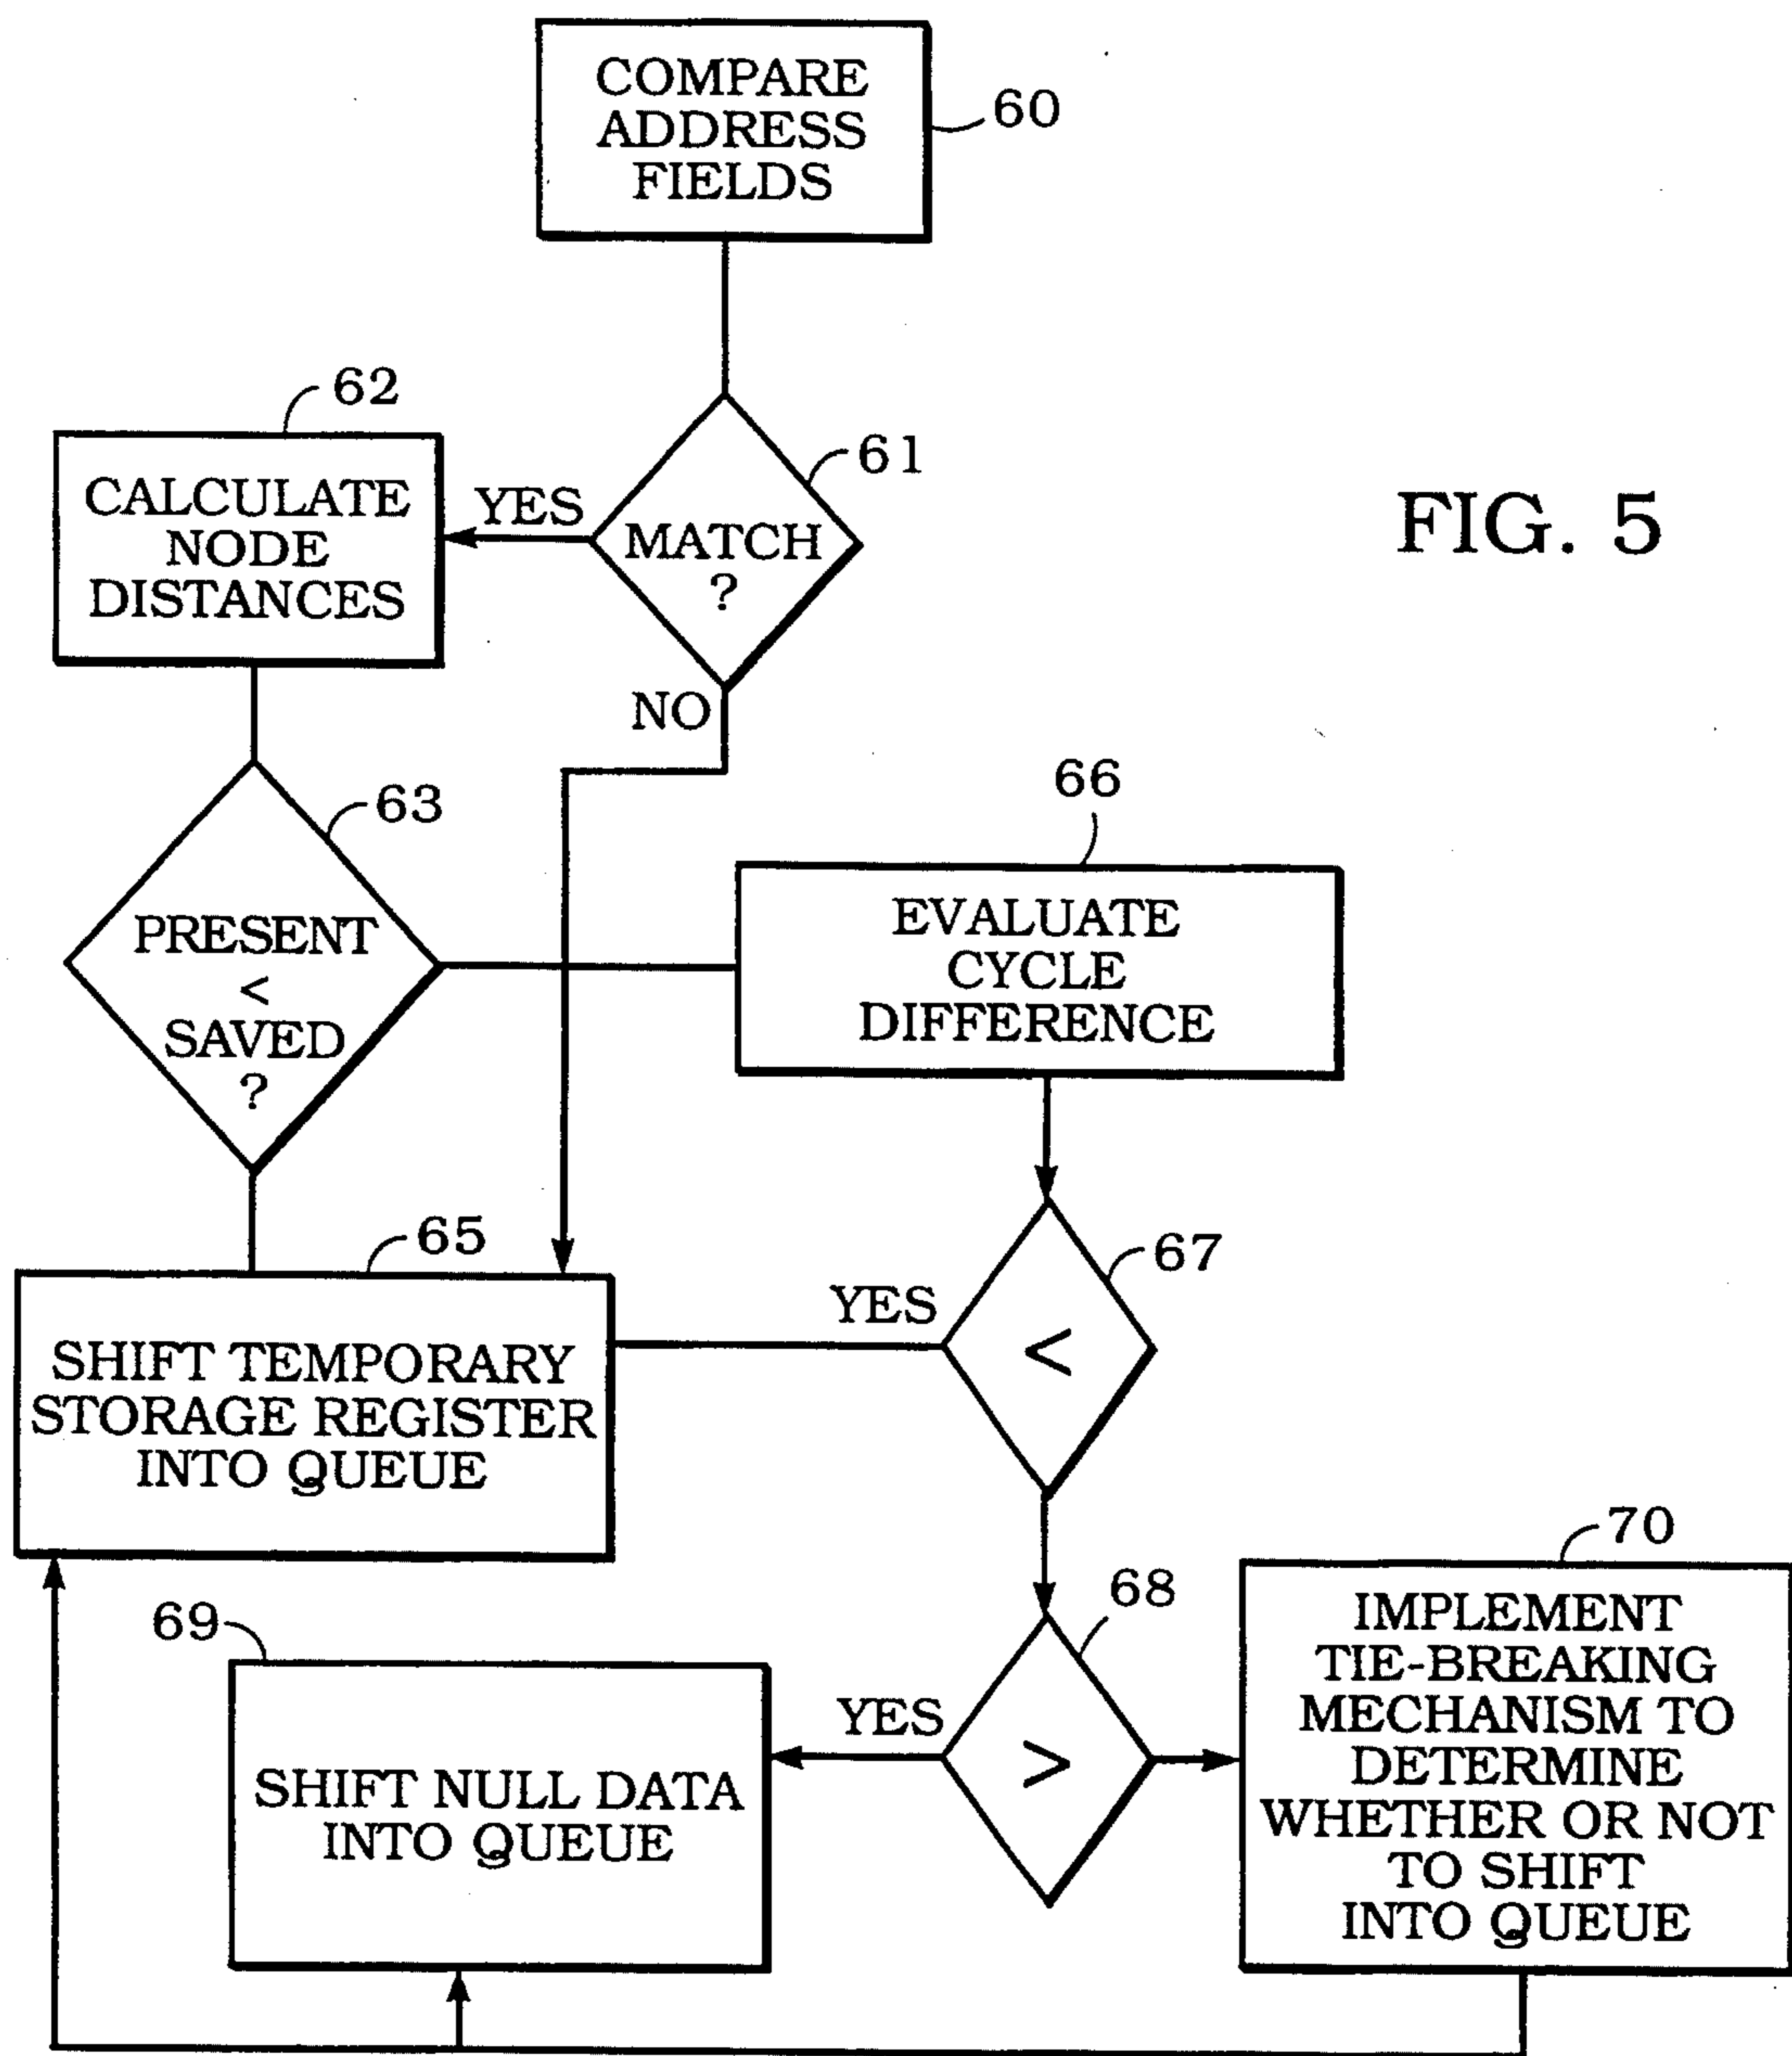 COMPARE
ADDRESS
FIELDS
60
62
61
CALCULATE
NODE
DISTANCES
YES
MATCH
?
FIG. 5
NO
63
66
PRESENT
<
SAVED
?
EVALUATE
CYCLE
DIFFERENCE
65
67
YES
<
SHIFT TEMPORARY
STORAGE REGISTER
INTO QUEUE
70
68
69
IMPLEMENT
TIE-BREAKING
MECHANISM TO
DETERMINE
WHETHER OR NOT
TO SHIFT
INTO QUEUE
YES
>
SHIFT NULL DATA
INTO QUEUE